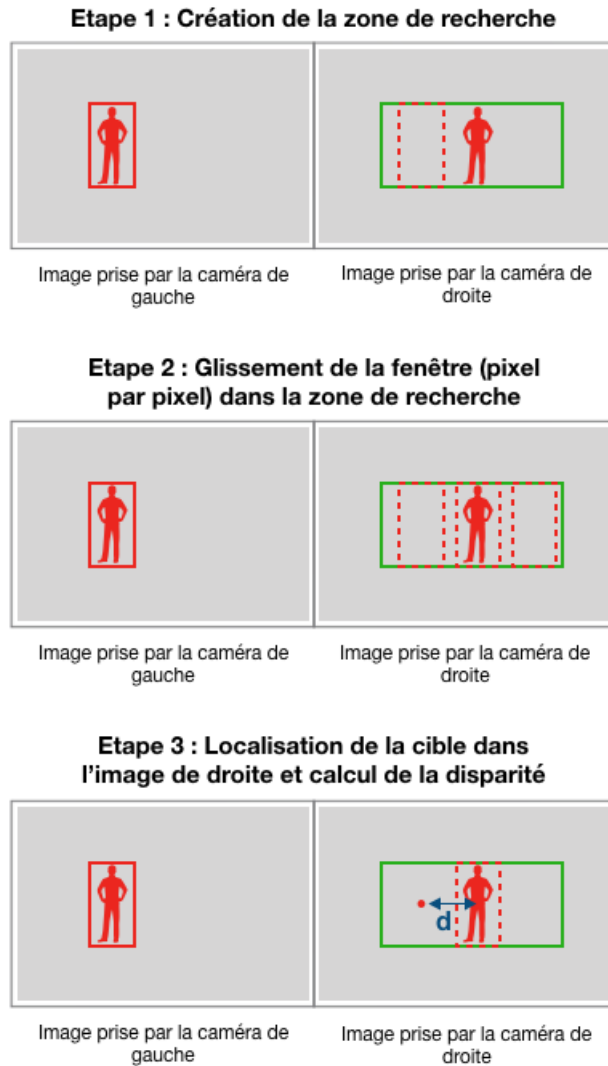 Etape 1 : Création de la zone de recherche
Image prise par la caméra de
gauche
Image prise par la caméra de
droite
Etape 2 : Glissement de la fenêtre (pixel
par pixel) dans la zone de recherche
Image prise par la caméra de
gauche
Image prise par la caméra de
droite
Etape 3 : Localisation de la cible dans
l'image de droite et calcul de la disparité
d
Image prise par la caméra de
gauche
Image prise par la caméra de
droite